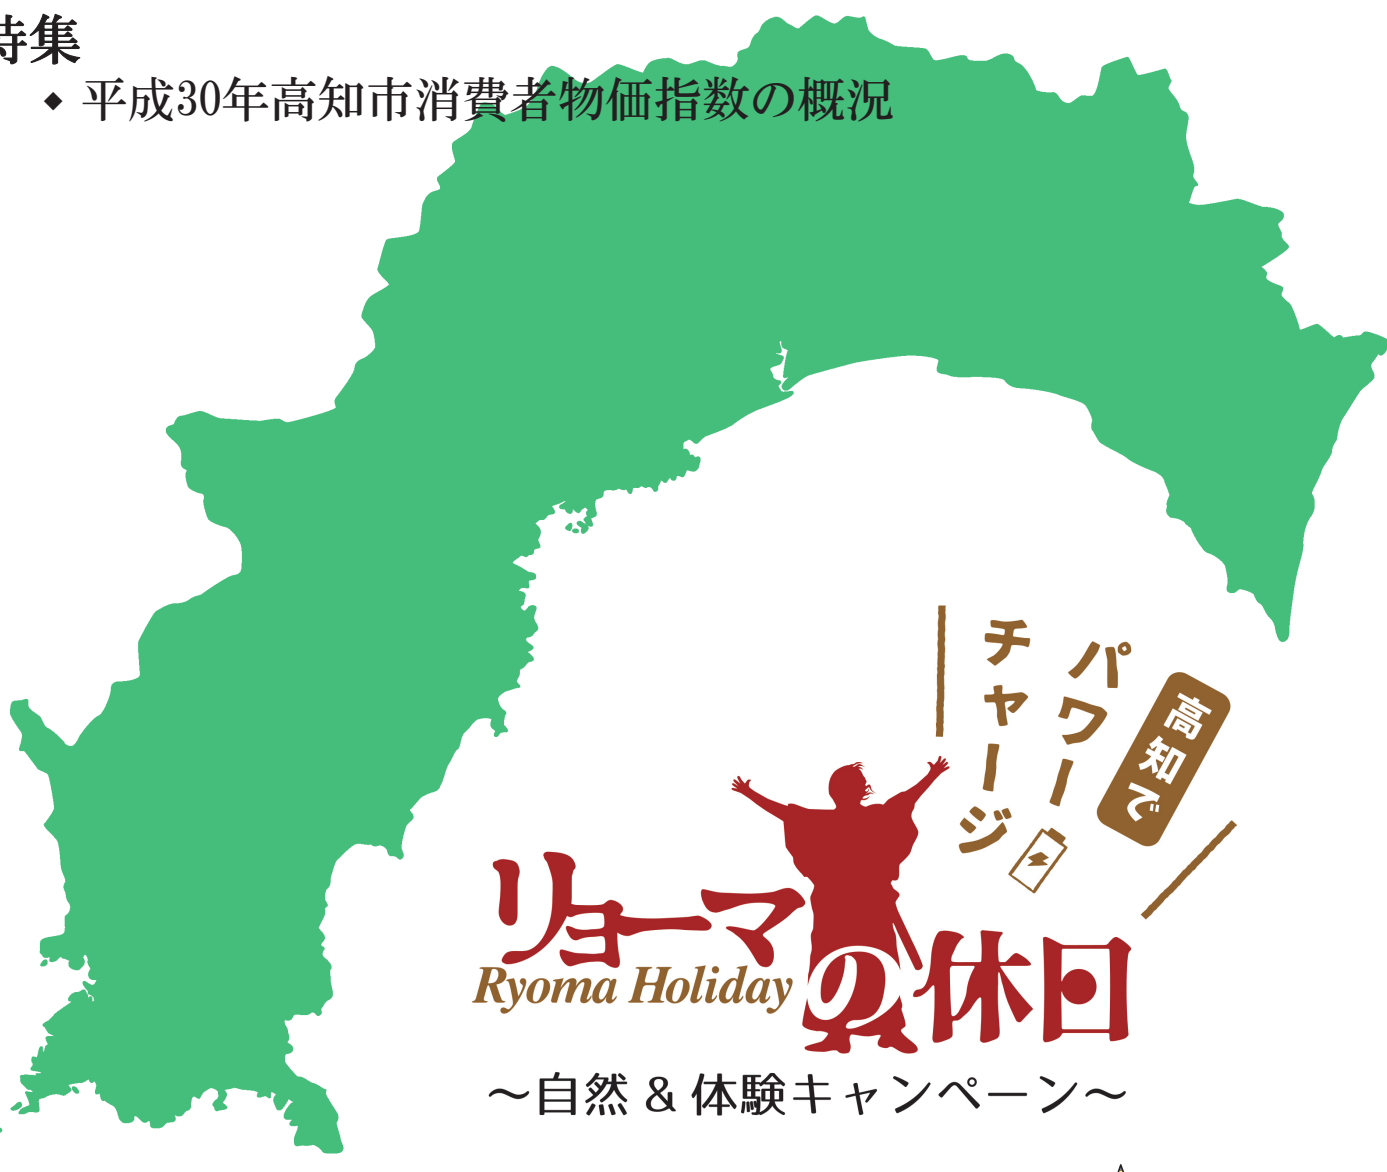 特集
◆ 平成30年高知市消費者物価指数の概況
高知で
パワー
チャージ
リョーマの休日
Ryoma Holiday
～自然 & 体験キャンペーン～